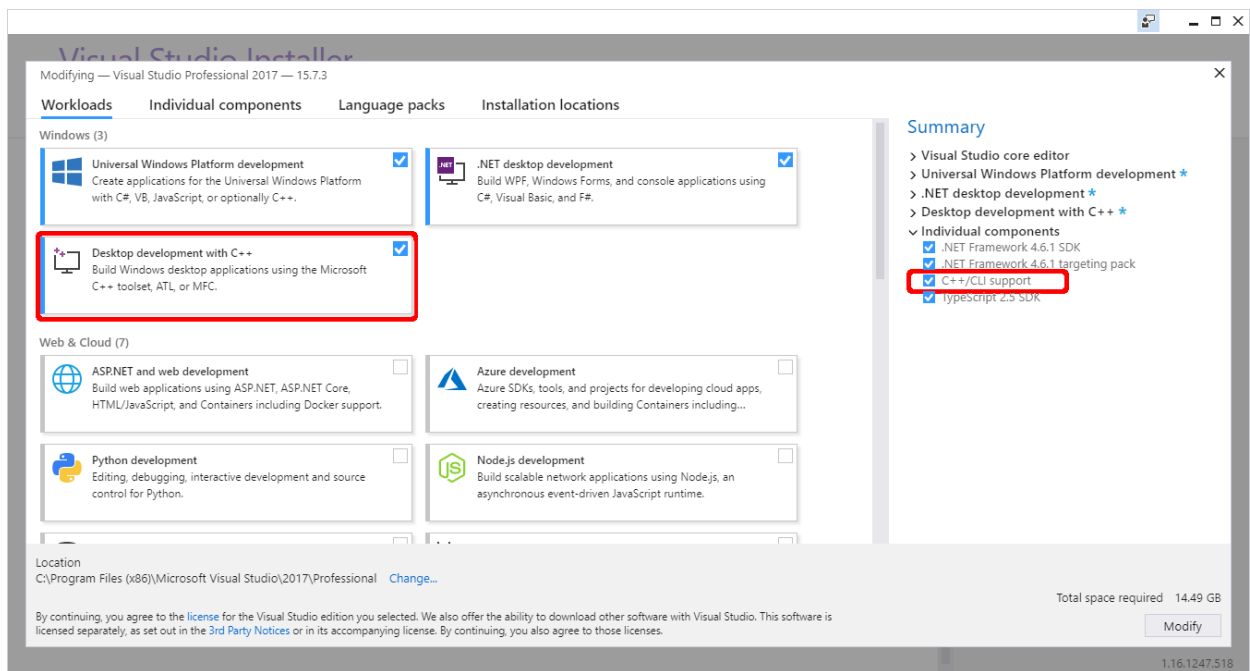 Visual Studio Installer
Modifying — Visual Studio Professional 2017 — 15.7.3
Workloads
Individual components
Language packs
Installation locations
Windows (3)
Universal Windows Platform development
Create applications for the Universal Windows Platform
with C#, VB, JavaScript, or optionally C++.
.NET
.NET desktop development
Build WPF, Windows Forms, and console applications using
C#, Visual Basic, and F#.
Desktop development with C++
Build Windows desktop applications using the Microsoft
C++ toolset, ATL, or MFC.
Web & Cloud (7)
ASP.NET and web development
Build web applications using ASP.NET, ASP.NET Core,
HTML/JavaScript, and Containers including Docker support.
Azure development
Azure SDKs, tools, and projects for developing cloud apps,
creating resources, and building Containers including...
Python development
Editing, debugging, interactive development and source
control for Python.
JS
Node.js development
Build scalable network applications using Node.js, an
asynchronous event-driven JavaScript runtime.
Summary
Visual Studio core editor
Universal Windows Platform development *
.NET desktop development *
Desktop development with C++ *
Individual components
.NET Framework 4.6.1 SDK
.NET Framework 4.6.1 targeting pack
C++/CLI support
TypeScript 2.5 SDK
Location
C:\Program Files (x86)\Microsoft Visual Studio\2017\Professional Change...
By continuing, you agree to the license for the Visual Studio edition you selected. We also offer the ability to download other software with Visual Studio. This software is
licensed separately, as set out in the 3rd Party Notices or in its accompanying license. By continuing, you also agree to those licenses.
Total space required 14.49 GB
Modify
1.16.1247.518